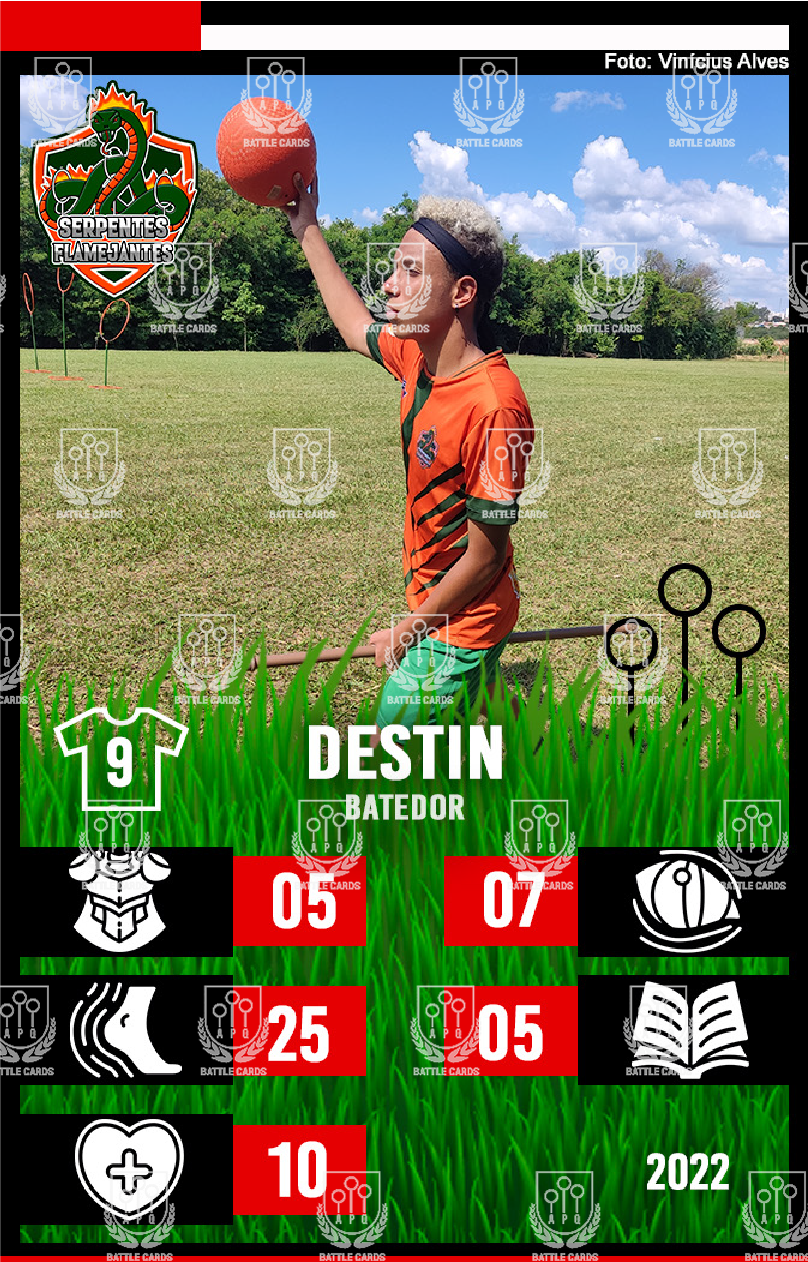 Foto: Vinícius Alves
SERPENTES
FLAMEJANTES
APQ
BATTLE CARDS
9
DESTIN
BATEDOR
05
07
25
05
10
2022